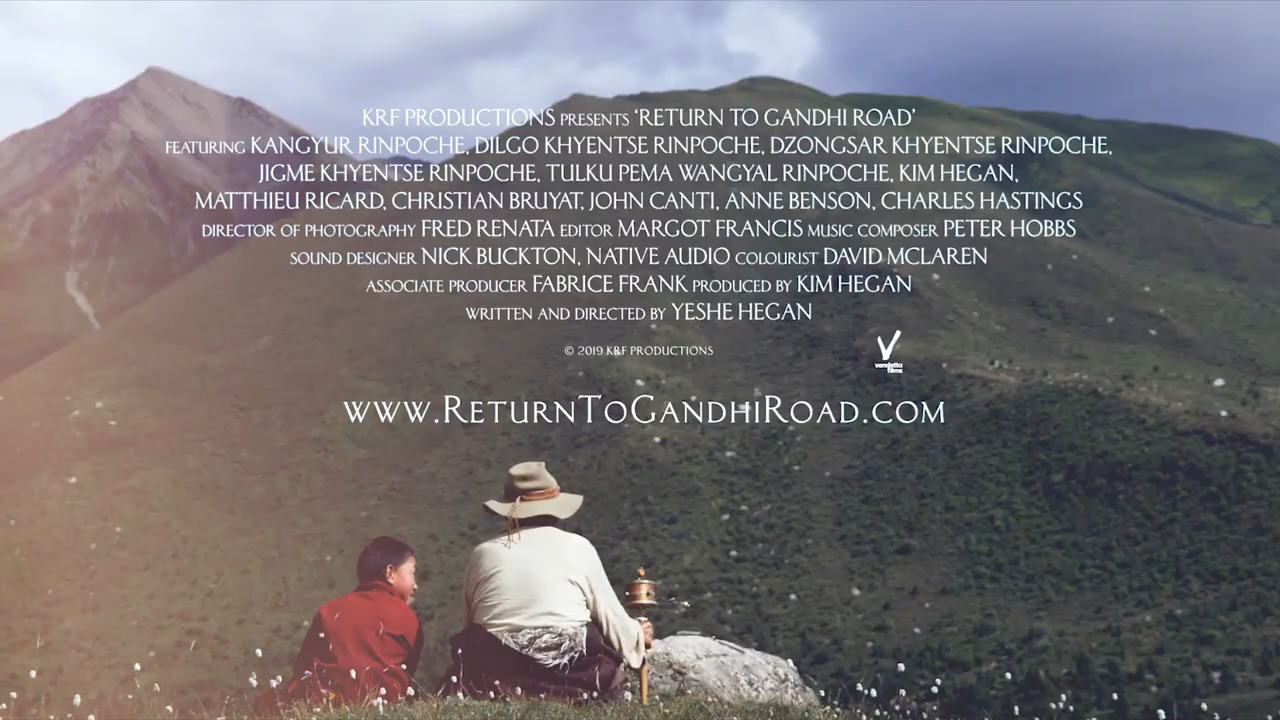 KRF PRODUCTIONS PRESENTS 'RETURN TO GANDHI ROAD'
FEATURING KANGYUR RINPOCHE, DILGO KHYENTSE RINPOCHE, DZONGSAR KHYENTSE RINPOCHE,
JIGME KHYENTSE RINPOCHE, TULKU PEMA WANGYAL RINPOCHE, KIM HEGAN,
MATTHIEU RICARD, CHRISTIAN BRUYAT, JOHN CANTI, ANNE BENSON, CHARLES HASTINGS
DIRECTOR OF PHOTOGRAPHY FRED RENATA EDITOR MARGOT FRANCIS MUSIC COMPOSER PETER HOBBS
SOUND DESIGNER NICK BUCKTON, NATIVE AUDIO COLOURIST DAVID MCLAREN
ASSOCIATE PRODUCER FABRICE FRANK PRODUCED BY KIM HEGAN
WRITTEN AND DIRECTED BY YESHE HEGAN
© 2019 KRF PRODUCTIONS
vendetta
films
WWW.RETURNTOGANDHIROAD.COM